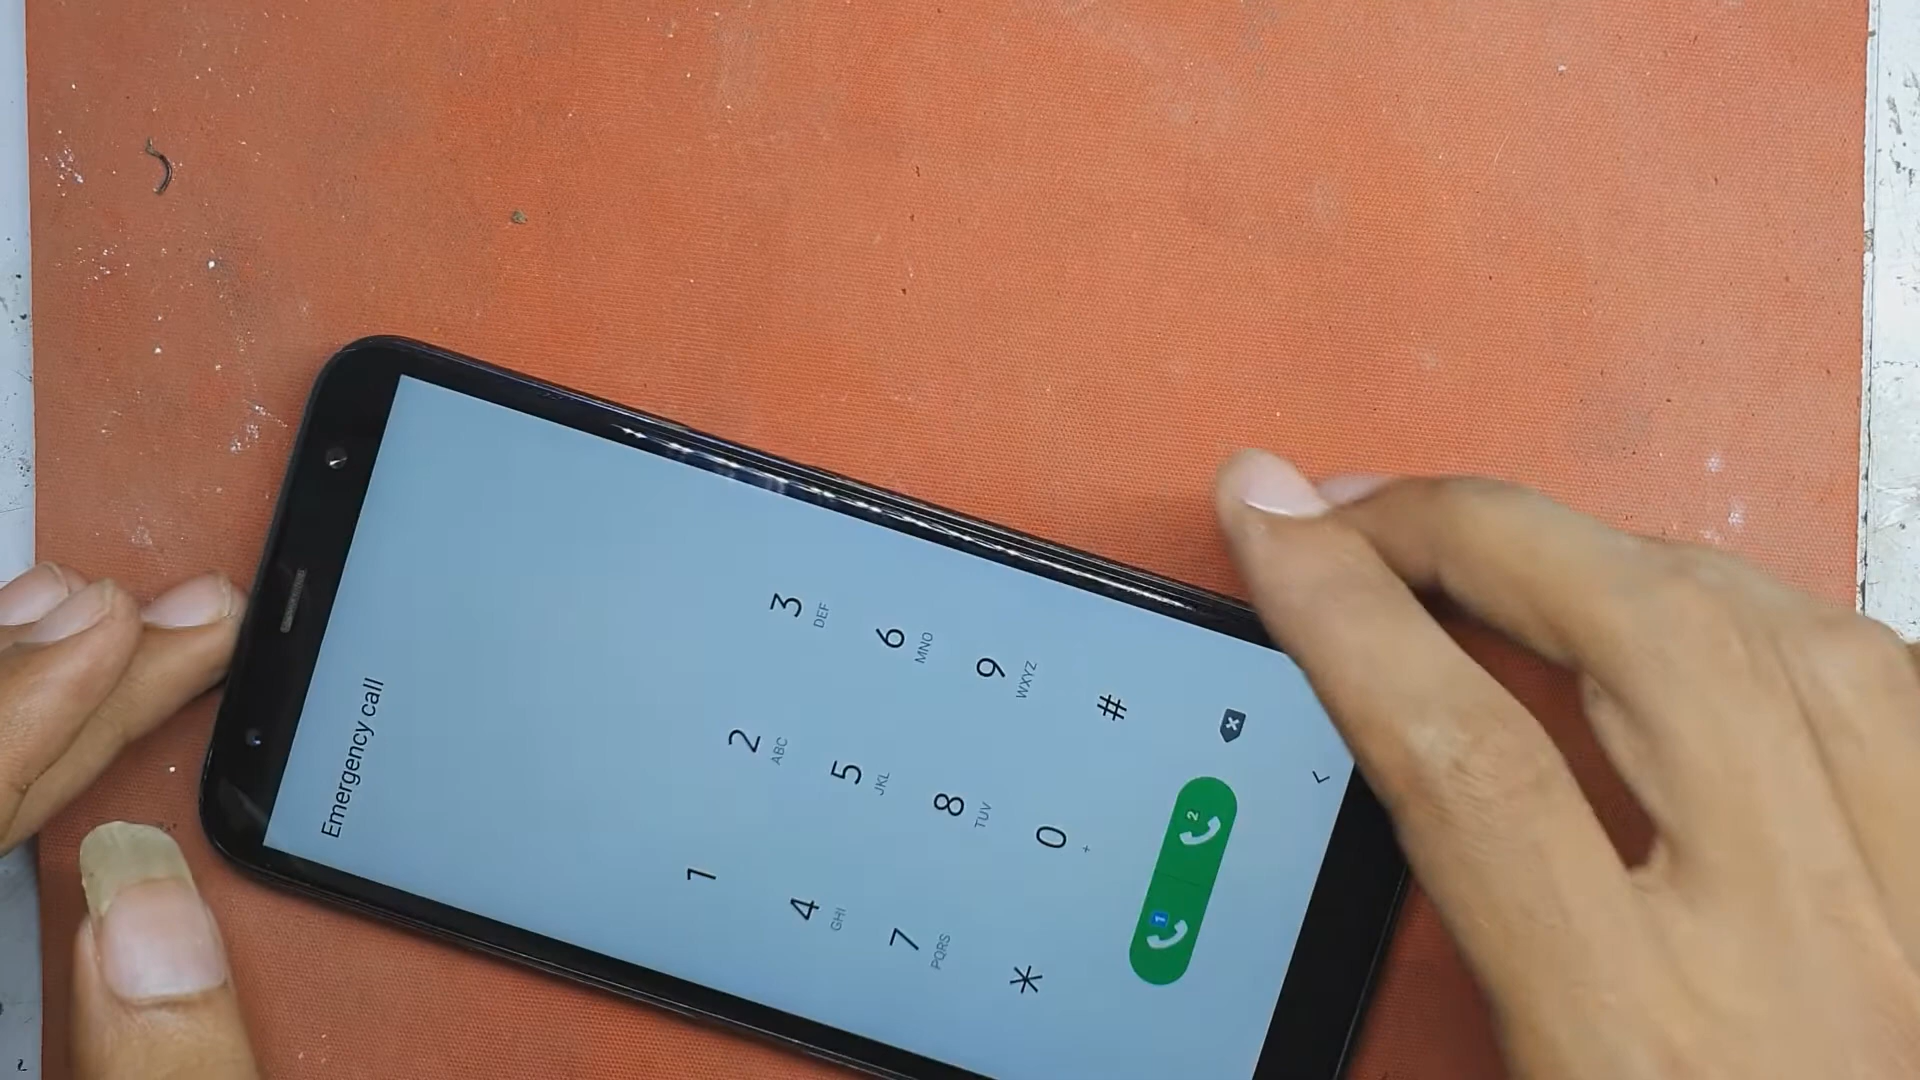 Emergency call
1
2 ABC
3 DEF
4 GHI
5 JKL
6 MNO
7 PQRS
8 TUV
9 WXYZ
*
0 +
#
1 2